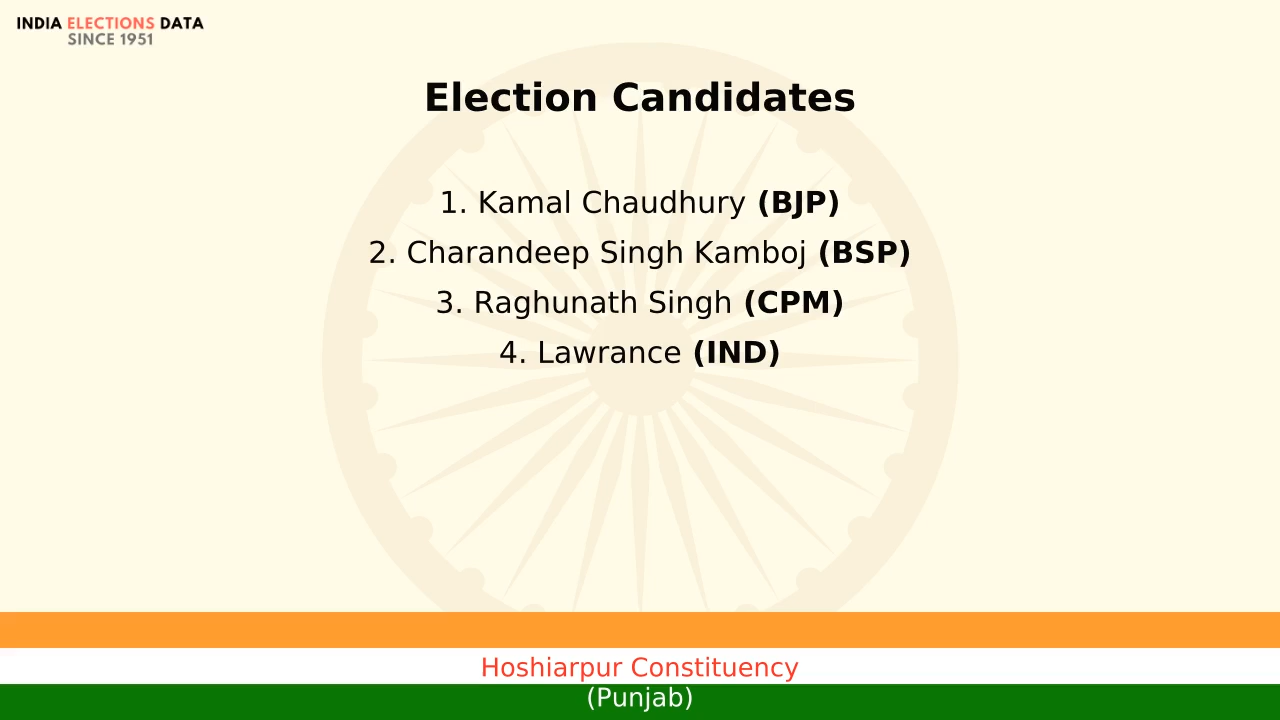 INDIA ELECTIONS DATA
SINCE 1951
Election Candidates
1. Kamal Chaudhury (BJP)
2. Charandeep Singh Kamboj (BSP)
3. Raghunath Singh (CPM)
4. Lawrance (IND)
Hoshiarpur Constituency
(Punjab)